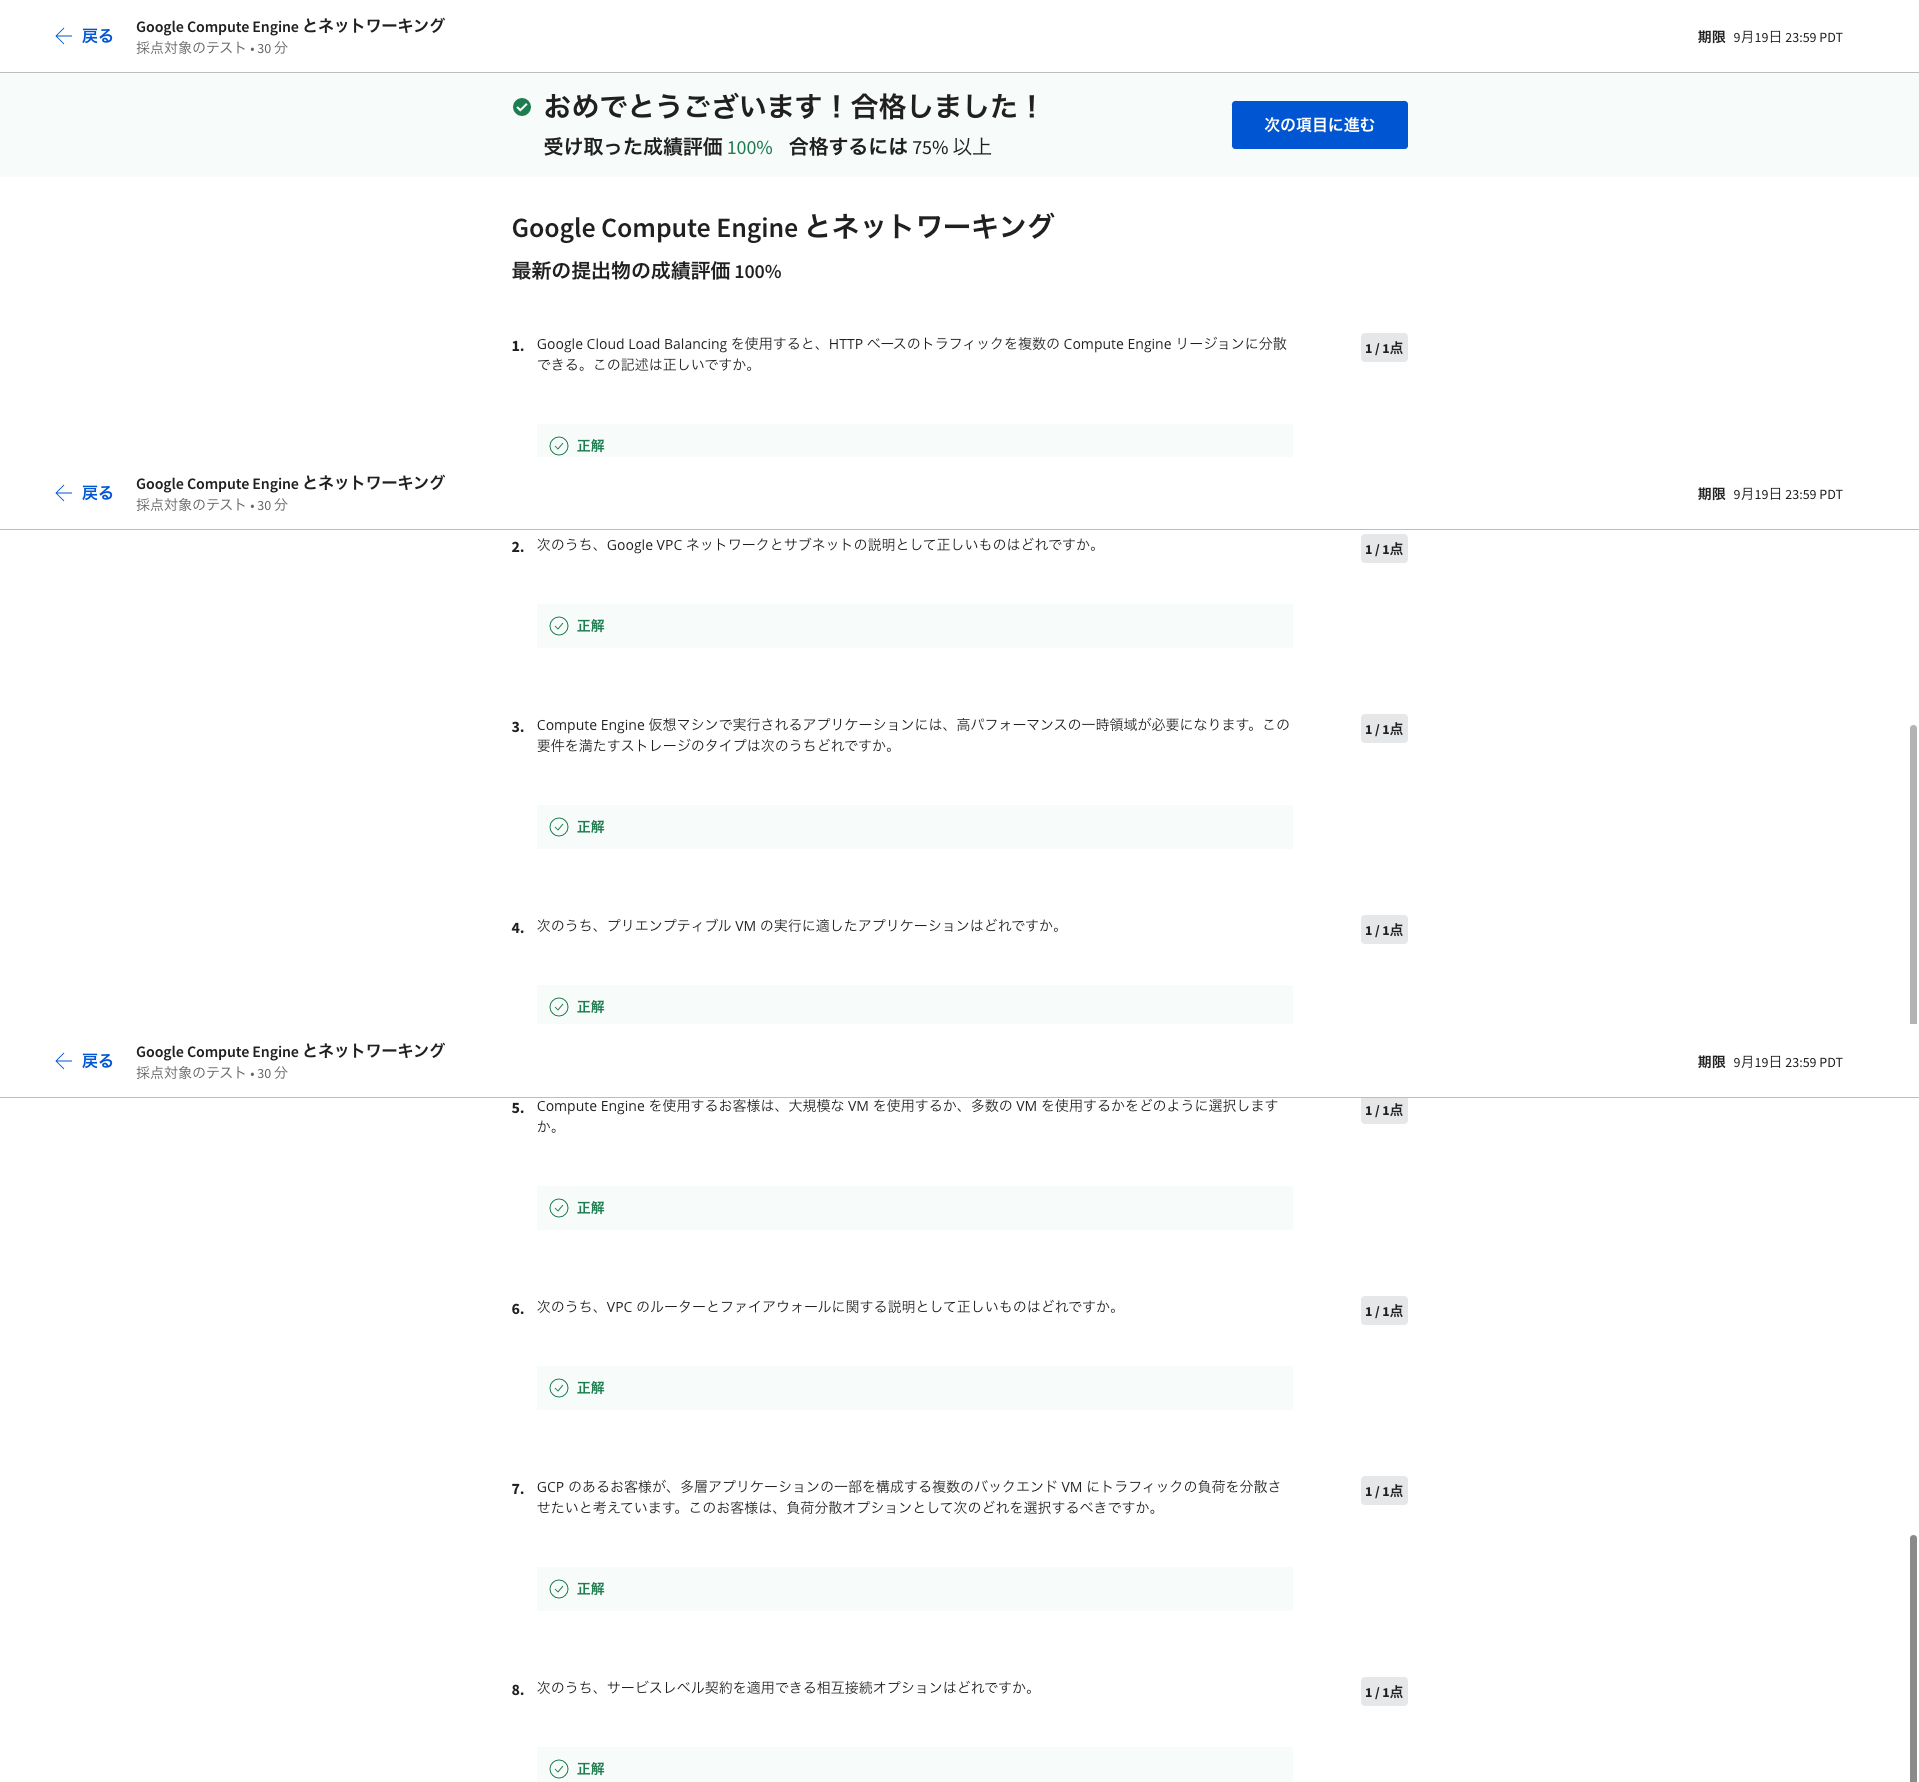 戻る
Google Compute Engine とネットワーキング
採点対象のテスト • 30 分
期限 9月19日 23:59 PDT
おめでとうございます！合格しました！
受け取った成績評価 100% 合格するには 75% 以上
次の項目に進む
Google Compute Engine とネットワーキング
最新の提出物の成績評価 100%
1. Google Cloud Load Balancing を使用すると、HTTP ベースのトラフィックを複数の Compute Engine リージョンに分散
できる。この記述は正しいですか。
1 / 1点
正解
戻る
Google Compute Engine とネットワーキング
採点対象のテスト • 30 分
期限 9月19日 23:59 PDT
2. 次のうち、Google VPC ネットワークとサブネットの説明として正しいものはどれですか。
1 / 1点
正解
3. Compute Engine 仮想マシンで実行されるアプリケーションには、高パフォーマンスの一時領域が必要になります。この
要件を満たすストレージのタイプは次のうちどれですか。
1 / 1点
正解
4. 次のうち、プリエンプティブル VM の実行に適したアプリケーションはどれですか。
1 / 1点
正解
戻る
Google Compute Engine とネットワーキング
採点対象のテスト • 30 分
期限 9月19日 23:59 PDT
5. Compute Engine を使用するお客様は、大規模な VM を使用するか、多数の VM を使用するかをどのように選択します
か。
1 / 1点
正解
6. 次のうち、VPC のルーターとファイアウォールに関する説明として正しいものはどれですか。
1 / 1点
正解
7. GCP のあるお客様が、多層アプリケーションの一部を構成する複数のバックエンド VM にトラフィックの負荷を分散さ
せたいと考えています。このお客様は、負荷分散オプションとして次のどれを選択するべきですか。
1 / 1点
正解
8. 次のうち、サービスレベル契約を適用できる相互接続オプションはどれですか。
1 / 1点
正解